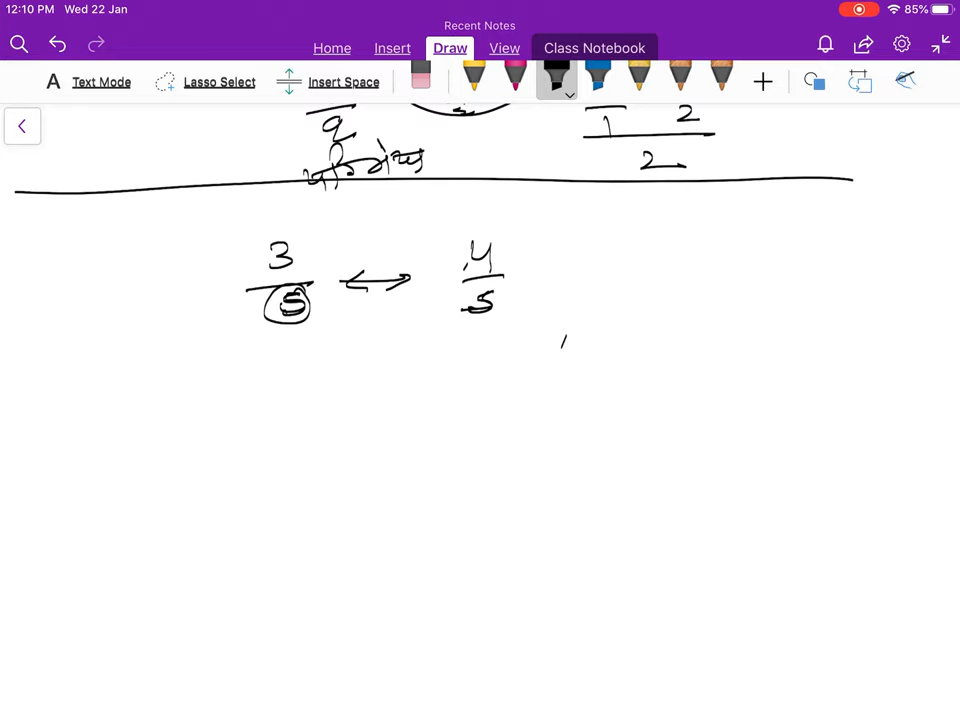 12:10 PM Wed 22 Jan 85%
Recent Notes
Home Insert Draw View Class Notebook
A Text Mode Lasso Select Insert Space
q 1 2
2
3 4
5 5